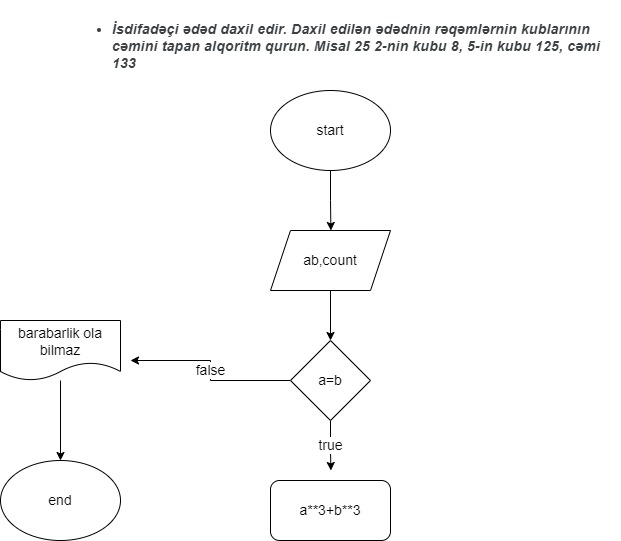 İsdifadəçi ədəd daxil edir. Daxil edilən ədədnin rəqəmlərnin kublarının
cəmini tapan alqoritm qurun. Misal 25 2-nin kubu 8, 5-in kubu 125, cəmi
133
start
ab,count
barabarlik ola
bilmaz
false
a=b
true
end
a**3+b**3